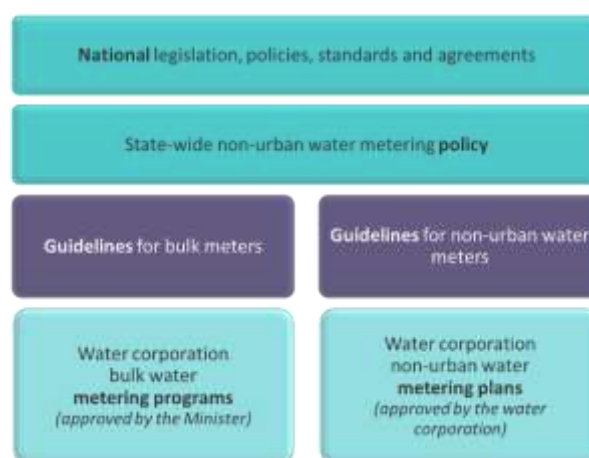 National legislation, policies, standards and agreements
State-wide non-urban water metering policy
Guidelines for bulk meters
Guidelines for non-urban water
meters
Water corporation
bulk water
metering programs
(approved by the Minister)
Water corporation
non-urban water
metering plans
(approved by the water
corporation)